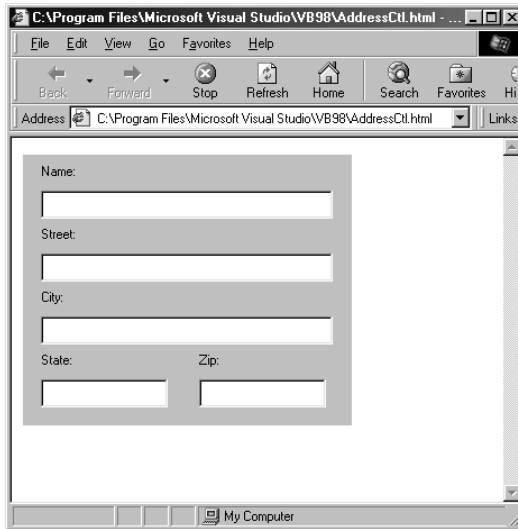 C:\Program Files\Microsoft Visual Studio\VB98\AddressCtl.html - ...
File Edit View Go Favorites Help
Back Forward Stop Refresh Home Search Favorites Hi
Address C:\Program Files\Microsoft Visual Studio\VB98\AddressCtl.html Links
Name:
Street:
City:
State: Zip:
My Computer